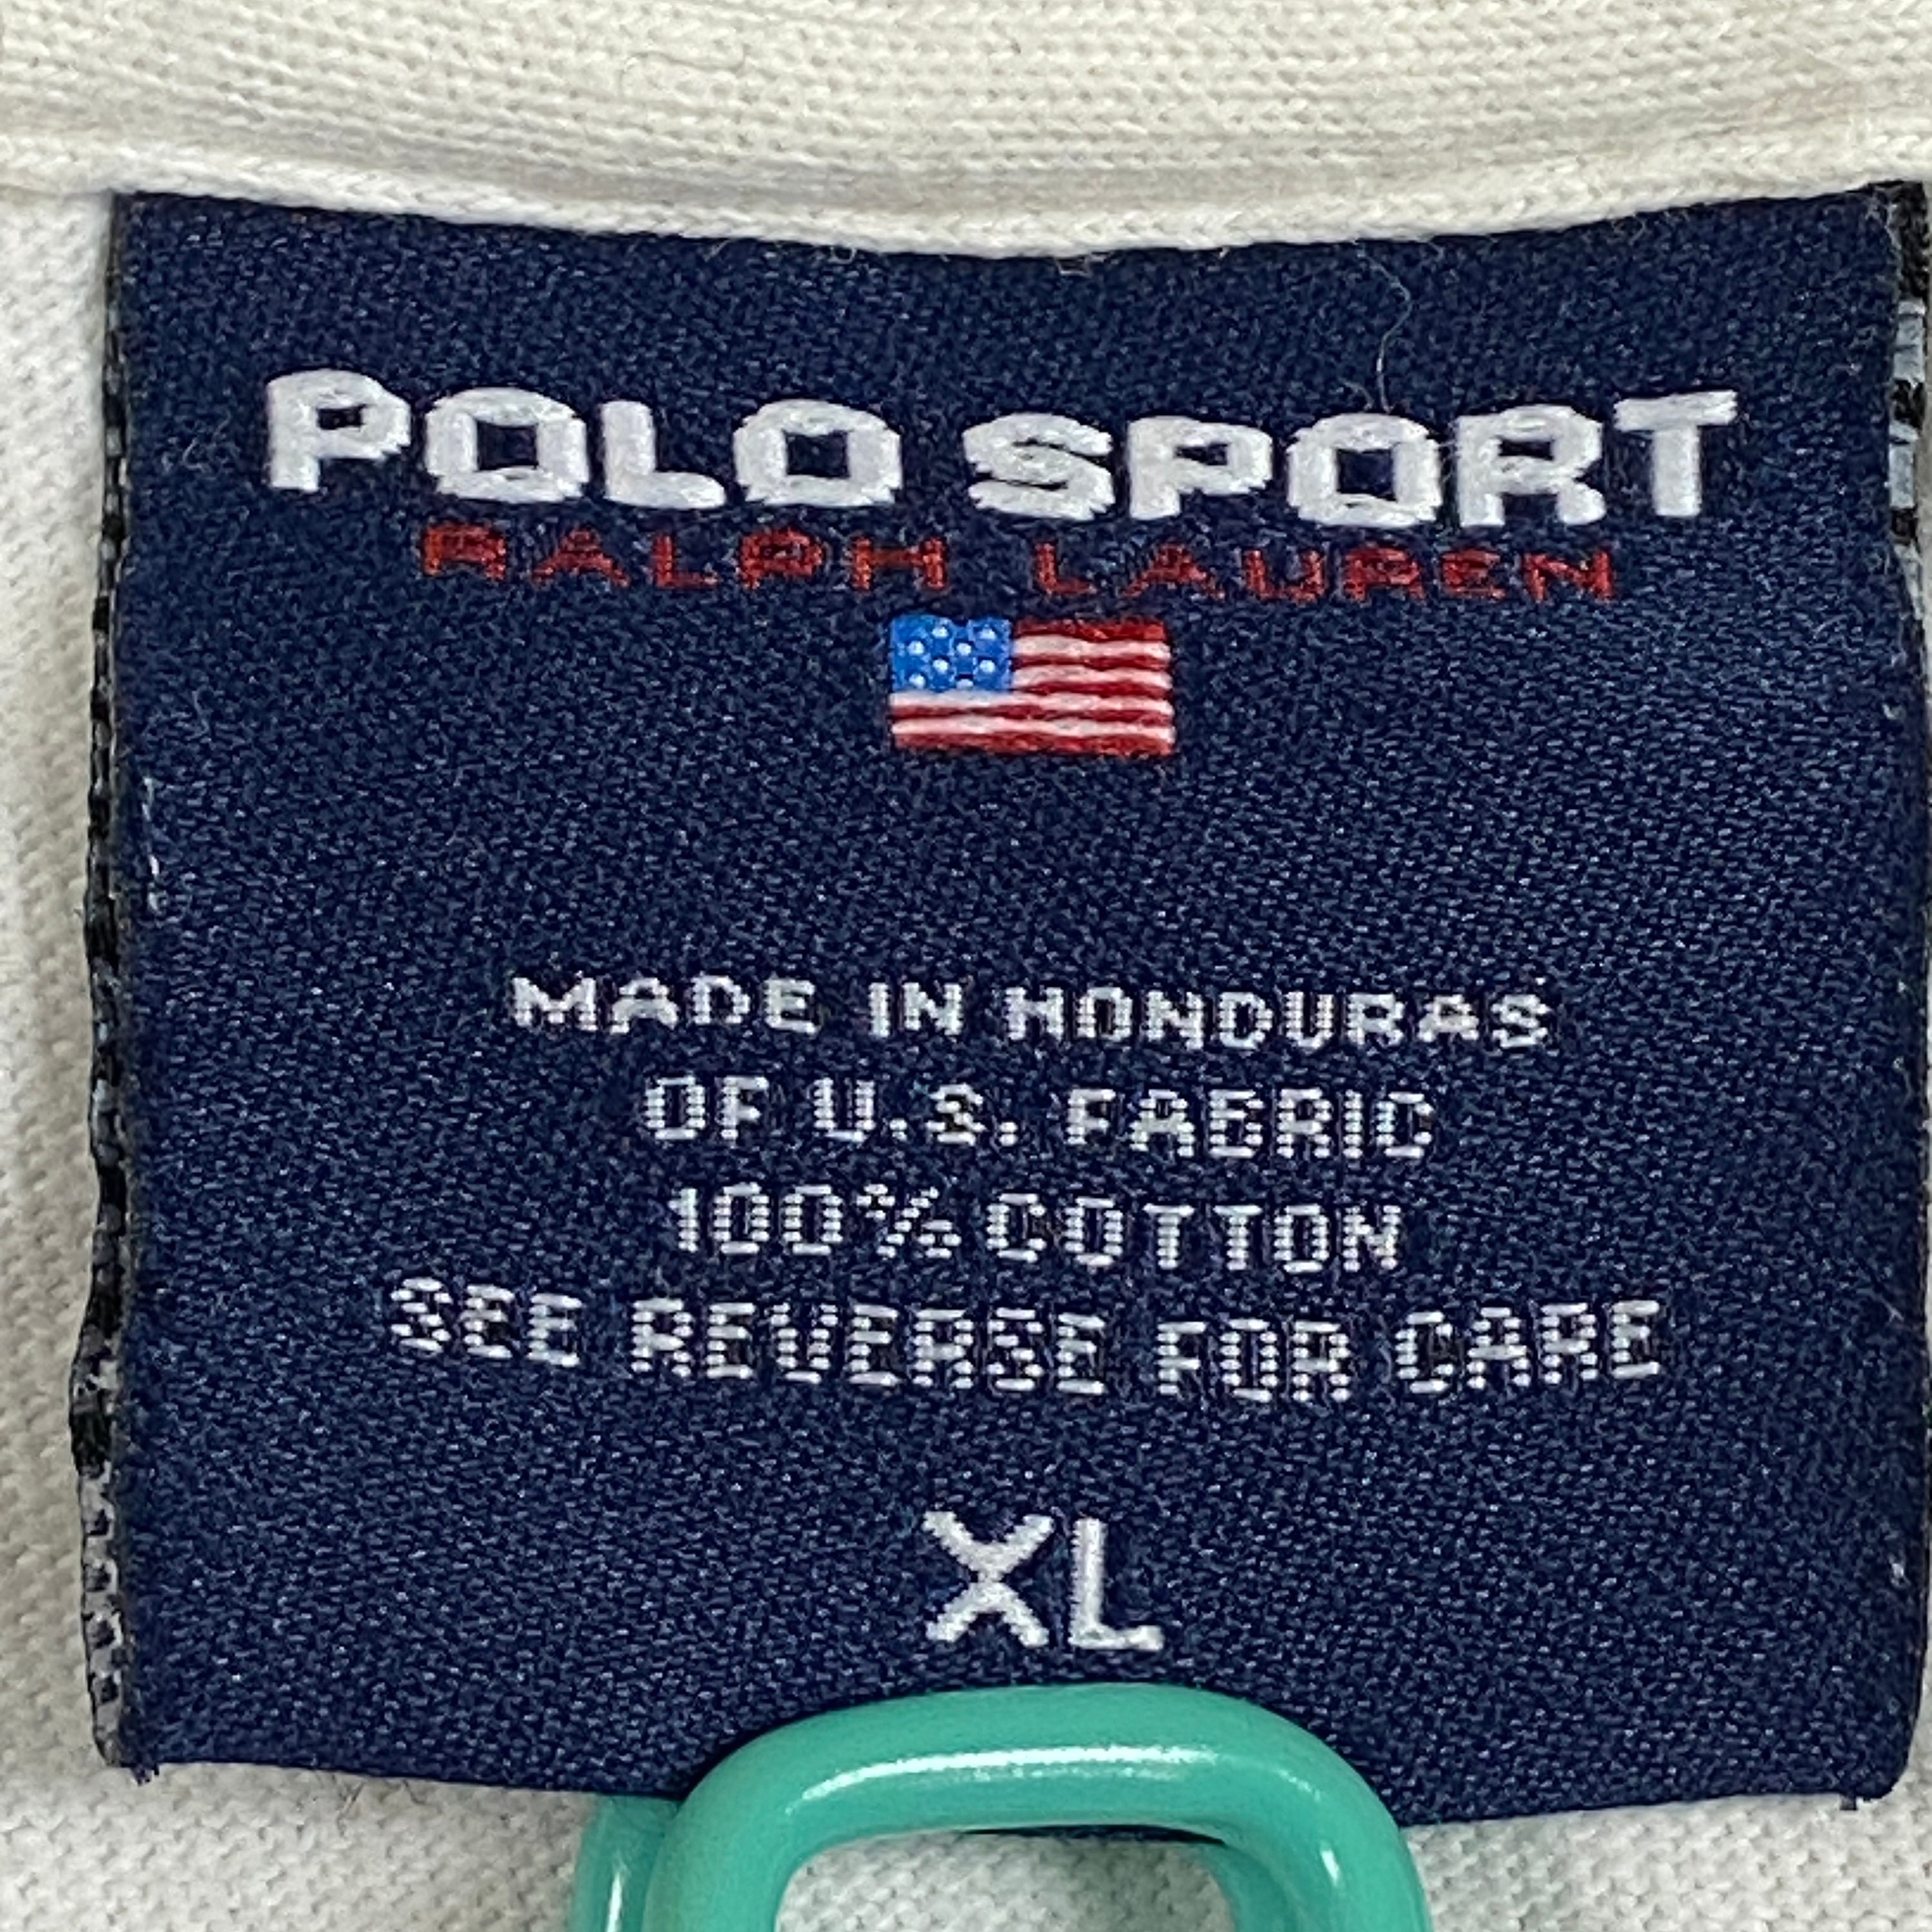 POLO SPORT
RALPH LAUREN
MADE IN HONDURAS
OF U.S. FABRIC
100% COTTON
SEE REVERSE FOR CARE
XL